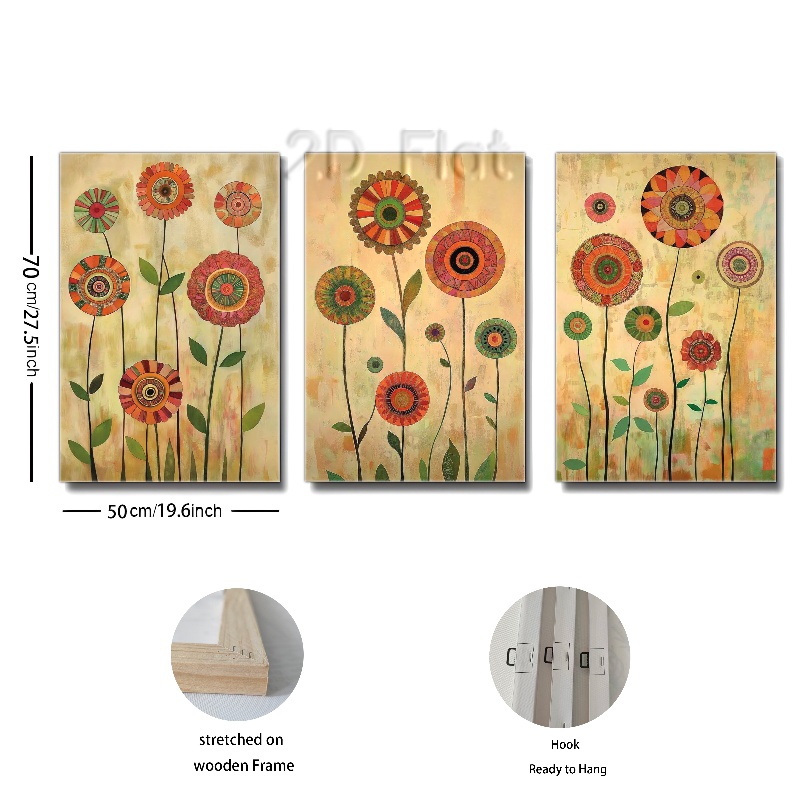 2D Flat
70 cm/27.5inch
50 cm/19.6inch
stretched on
wooden Frame
Hook
Ready to Hang